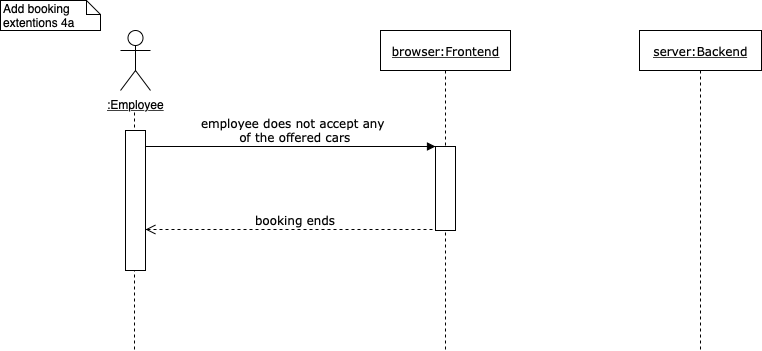 Add booking
extentions 4a
:Employee
browser:Frontend
server:Backend
employee does not accept any
of the offered cars
booking ends